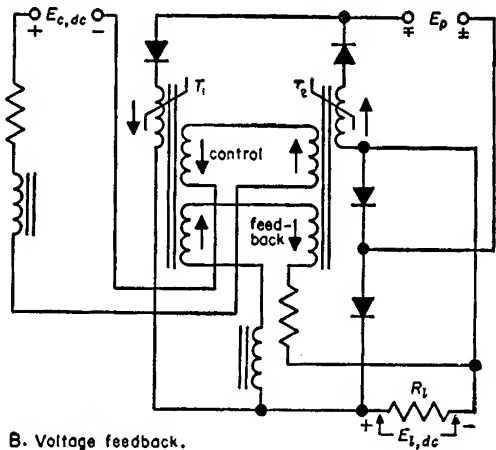 E_c,dc
+ −
E_p
∓ ±
T_1
T_2
control
feed-
back
R_l
+ −
E_l,dc
B. Voltage feedback.